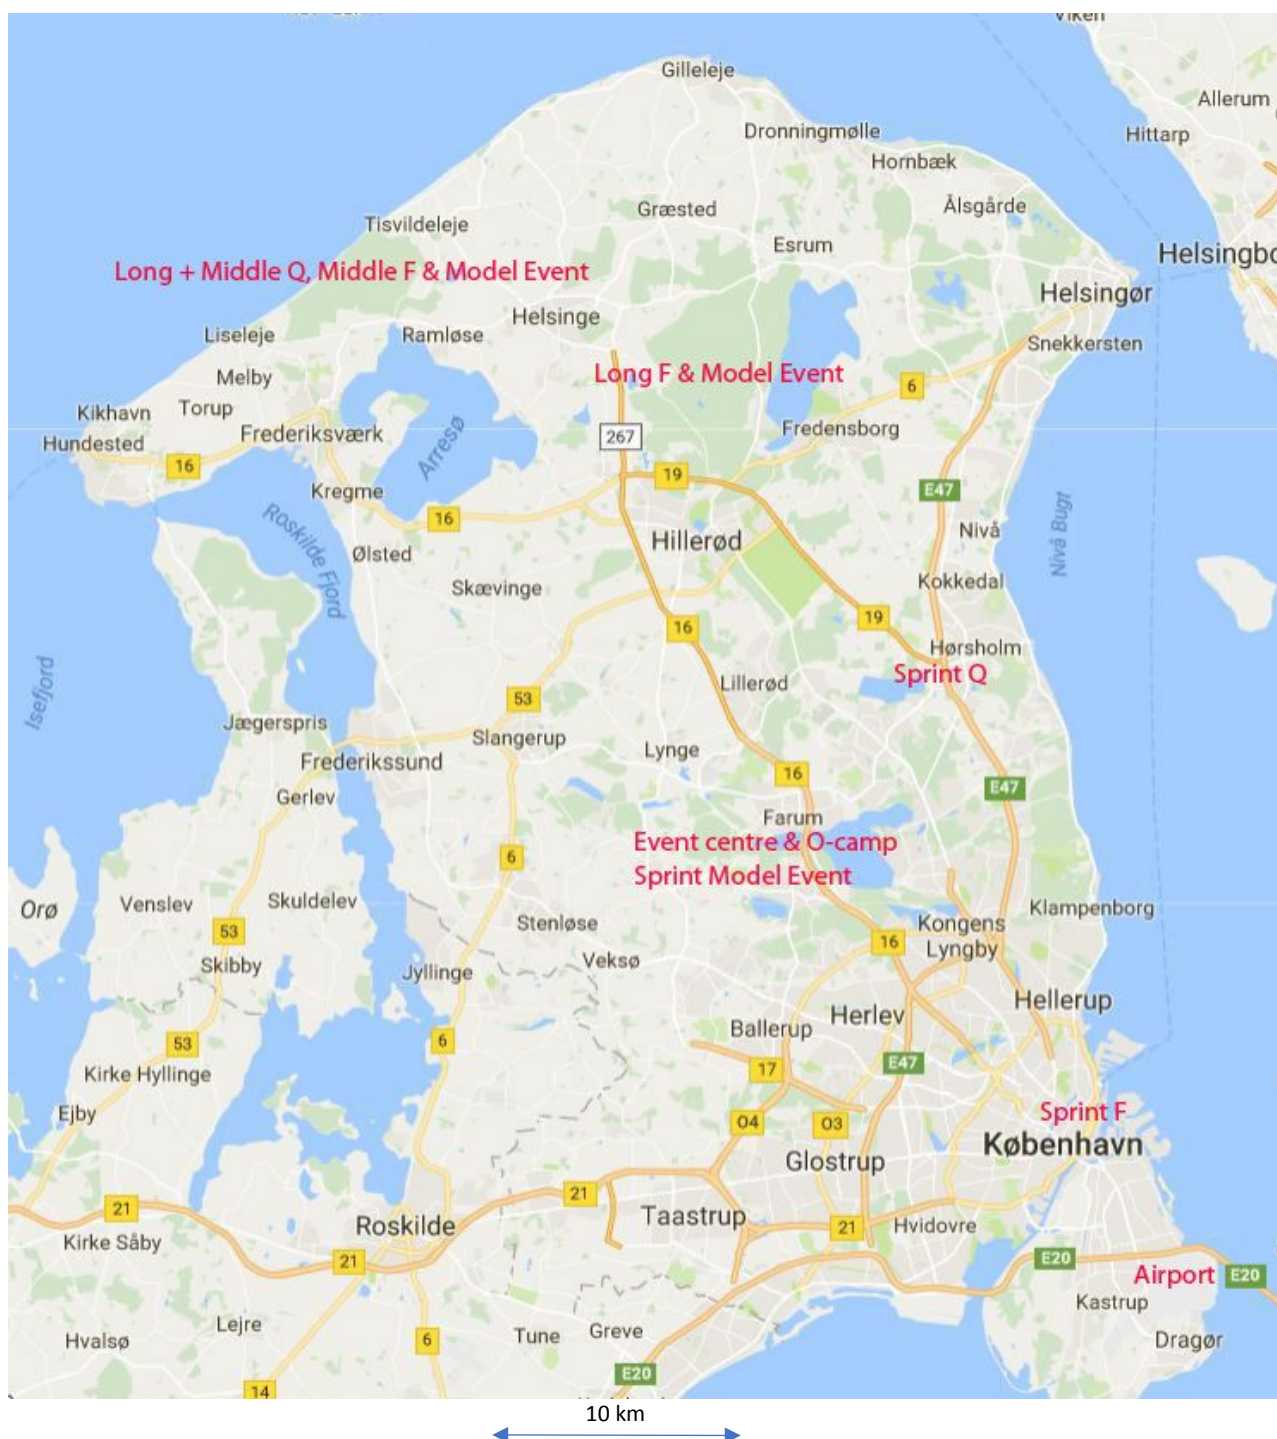 Viken
Gilleleje
Allerum
Dronningmølle
Hittarp
Hornbæk
Græsted
Ålsgårde
Tisvildeleje
Esrum
Helsingbo
Long + Middle Q, Middle F & Model Event
Helsingør
Helsinge
Liseleje
Ramløse
Snekkersten
Long F & Model Event
Melby
6
Kikhavn
Torup
Fredensborg
Hundested
Frederiksværk
267
Arresø
16
19
Kregme
E47
16
Roskilde Fjord
Nivå
Nivå Bugt
Hillerød
Ølsted
Skævinge
Kokkedal
19
16
Hørsholm
Sprint Q
Isefjord
Lillerød
53
Jægerspris
Slangerup
Lynge
Frederikssund
16
Gerlev
E47
Farum
Event centre & O-camp
Sprint Model Event
6
Venslev
Skuldelev
Orø
Klampenborg
Stenløse
Kongens
Lyngby
53
16
Skibby
Veksø
Jyllinge
Hellerup
Herlev
Ballerup
6
53
E47
17
Kirke Hyllinge
Ejby
Sprint F
O4
O3
København
Glostrup
21
21
Taastrup
Roskilde
21
Hvidovre
Kirke Såby
21
E20
Airport
E20
Kastrup
Lejre
Tune
Greve
Hvalsø
6
Dragør
E20
14
10 km